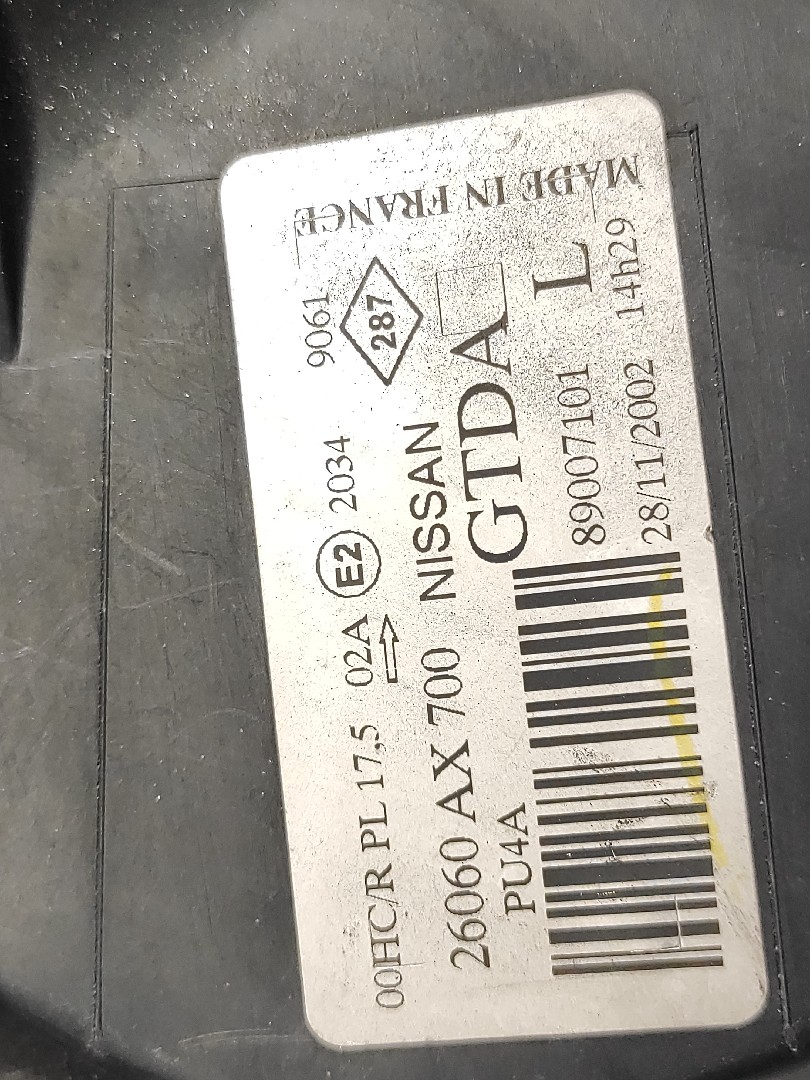 00HC/R PL 17,5 02A E2 2034 9061
⇨
26060 AX 700 NISSAN 287
PU4A GTDA
89007101 L
28/11/2002 14h29
MADE IN FRANCE